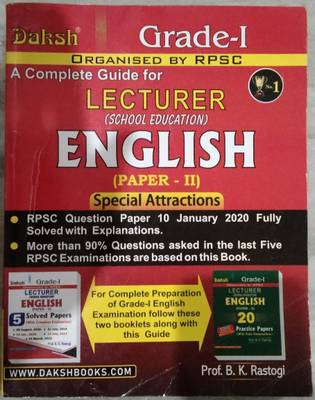 Daksh Grade-I
ORGANISED BY RPSC
A Complete Guide for
No.1
LECTURER
(SCHOOL EDUCATION)
ENGLISH
(PAPER - II)
Special Attractions
RPSC Question Paper 10 January 2020 Fully
Solved with Explanations.
More than 90% Questions asked in the last Five
RPSC Examinations are based on this Book.
Grade-I
LECTURER
ENGLISH
5 Solved Papers
For Complete Preparation
of Grade-I English
Examination follow these
two booklets along with
this Guide
Grade-I
LECTURER
ENGLISH
20
Practice Papers
WWW.DAKSHBOOKS.COM
Prof. B. K. Rastogi